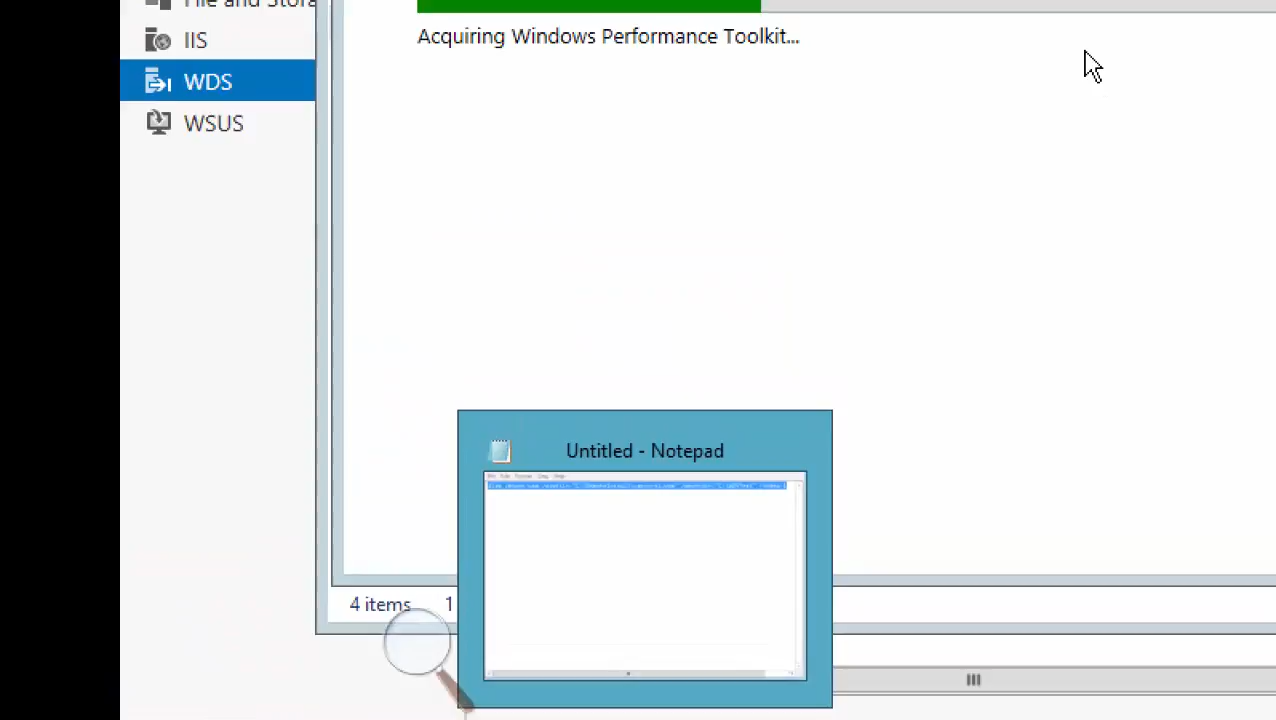 File and Stora
IIS
WDS
WSUS
Acquiring Windows Performance Toolkit...
Untitled - Notepad
4 items 1